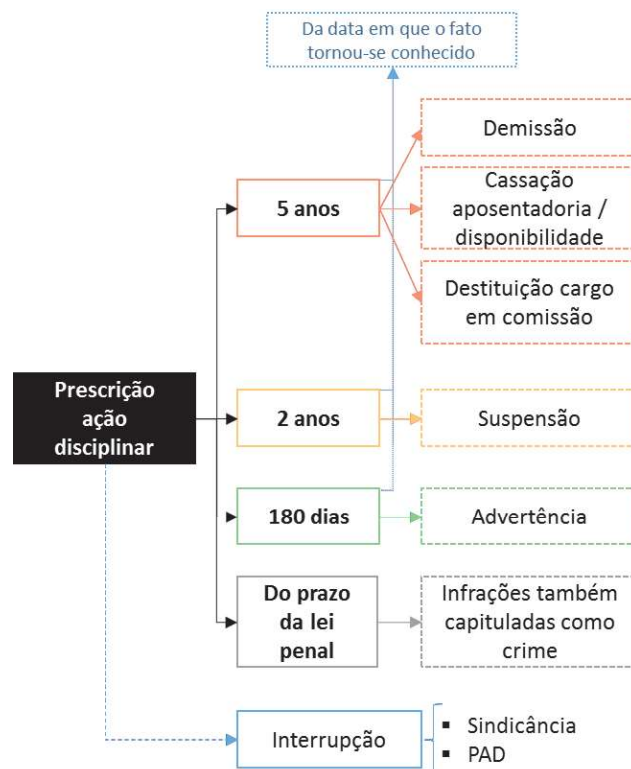 Da data em que o fato
tornou-se conhecido
Demissão
5 anos
Cassação
aposentadoria /
disponibilidade
Destituição cargo
em comissão
Prescrição
ação
disciplinar
2 anos
Suspensão
180 dias
Advertência
Do prazo
da lei
penal
Infrações também
capituladas como
crime
Interrupção
▪ Sindicância
▪ PAD